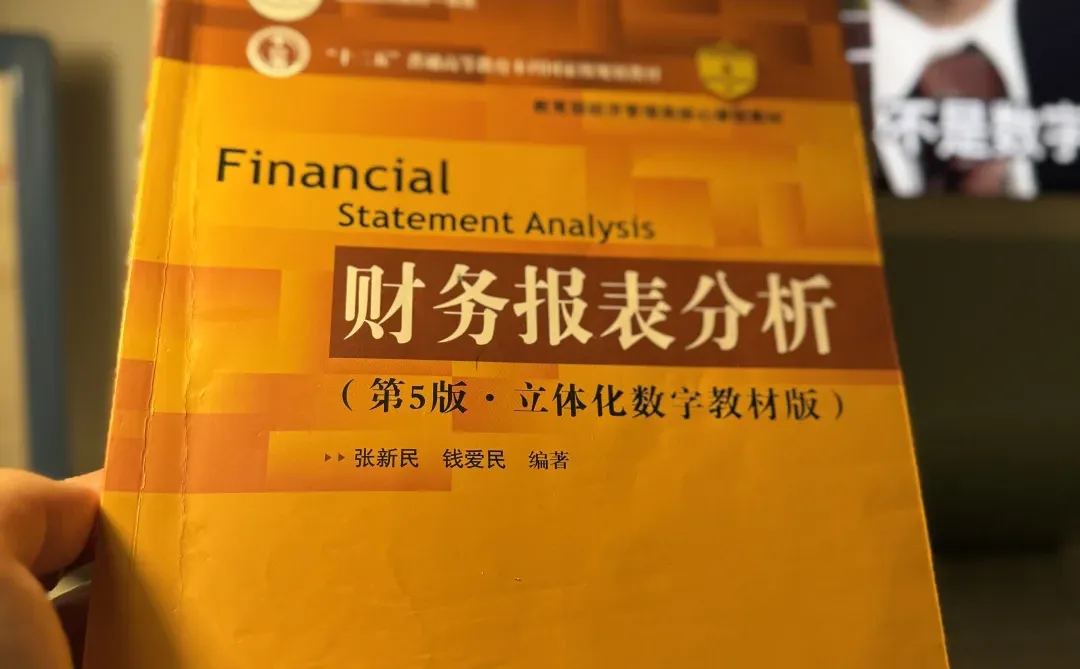 "十二五"普通高等教育本科国家级规划教材
Financial
Statement Analysis
财务报表分析
（第5版·立体化数字教材版）
张新民 钱爱民 编著
不是数字